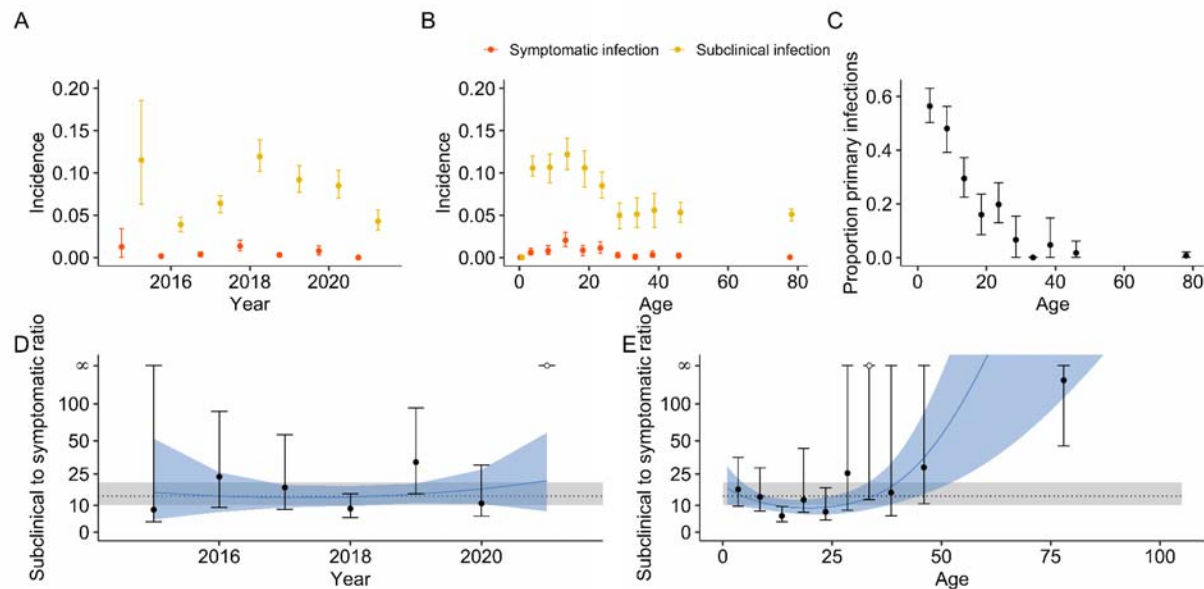 A
B
C
Symptomatic infection Subclinical infection
Incidence
0.20
0.15
0.10
0.05
0.00
2016 2018 2020
Year
Incidence
0.20
0.15
0.10
0.05
0.00
0 20 40 60 80
Age
Proportion primary infections
0.6
0.4
0.2
0.0
0 20 40 60 80
Age
D
E
Subclinical to symptomatic ratio
∞
100
50
25
10
0
2016 2018 2020
Year
Subclinical to symptomatic ratio
∞
100
50
25
10
0
0 25 50 75 100
Age